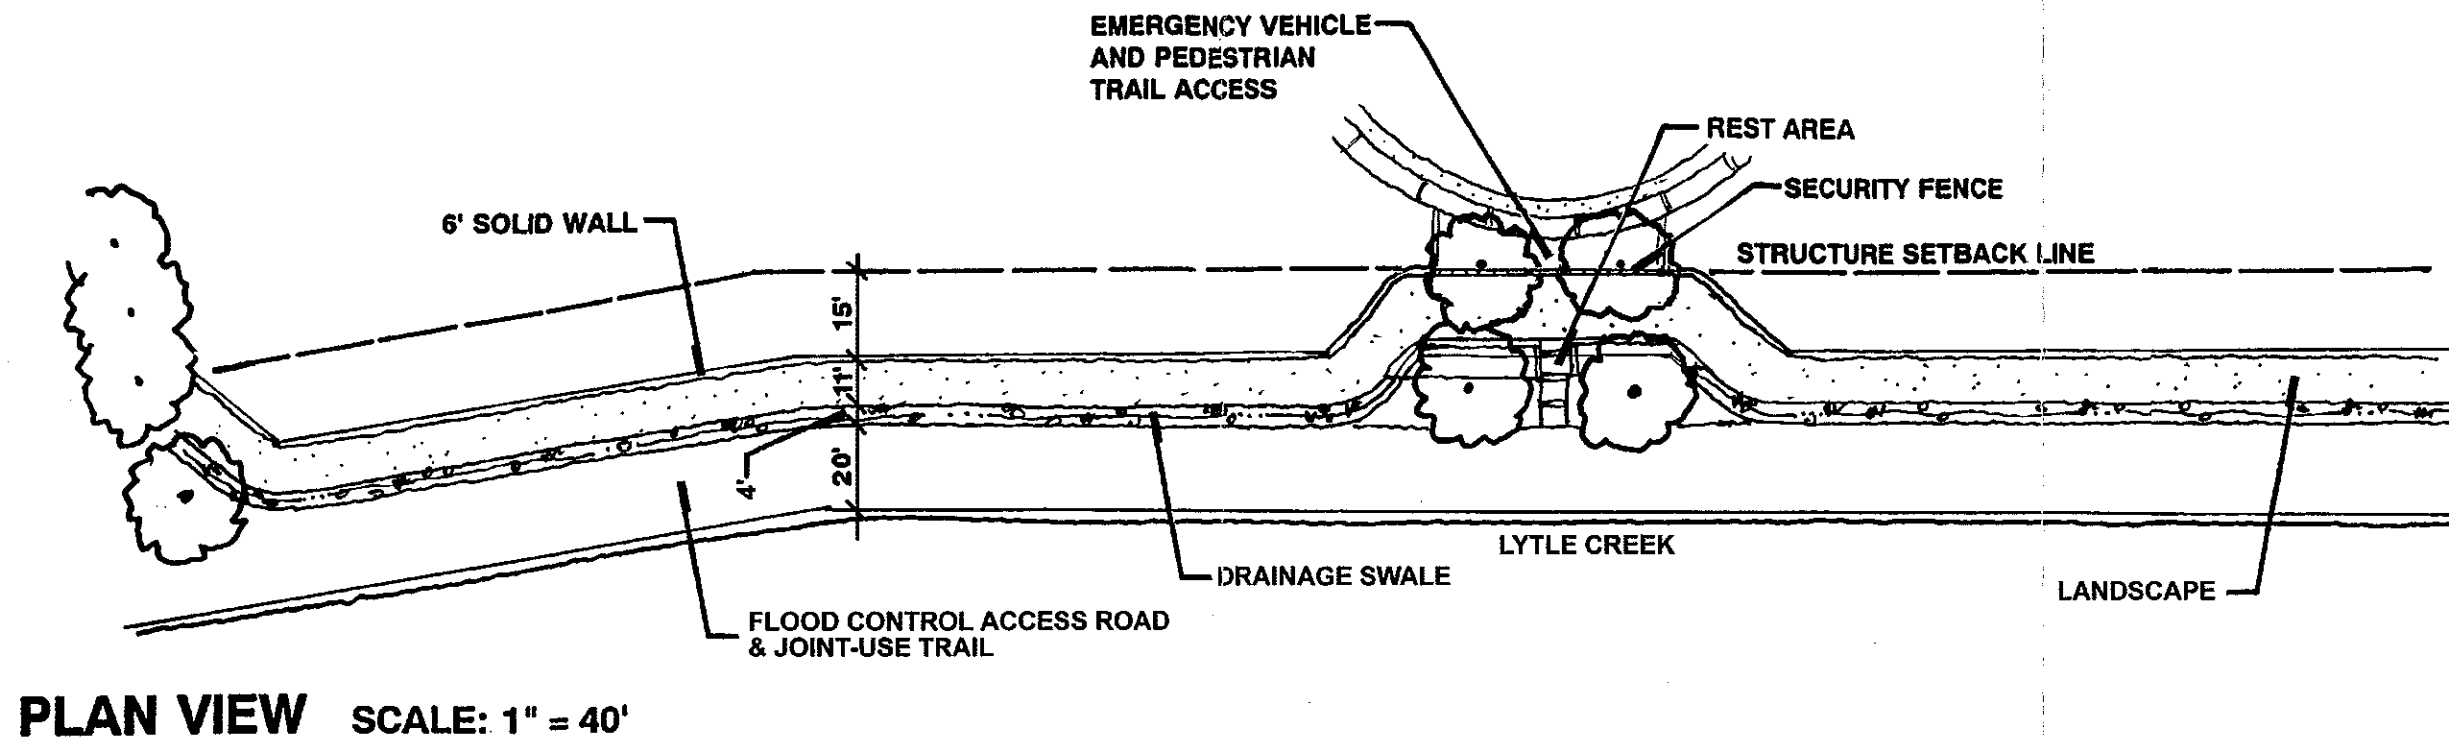 EMERGENCY VEHICLE
AND PEDESTRIAN
TRAIL ACCESS
REST AREA
SECURITY FENCE
6' SOLID WALL
STRUCTURE SETBACK LINE
15'
11'
4'
20'
LYTLE CREEK
DRAINAGE SWALE
LANDSCAPE
FLOOD CONTROL ACCESS ROAD
& JOINT-USE TRAIL
PLAN VIEW SCALE: 1" = 40'